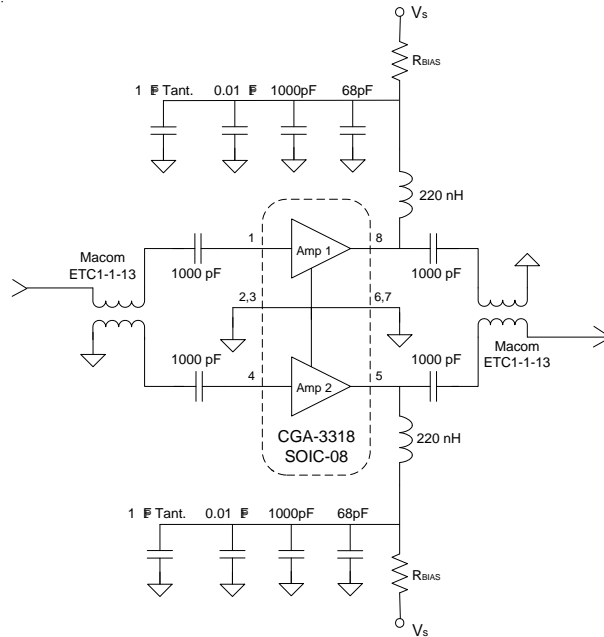 Vs
RBIAS
1 F Tant. 0.01 F 1000pF 68pF
220 nH
1 Amp 1 8
Macom
ETC1-1-13
1000 pF
1000 pF
2,3 6,7
1000 pF
1000 pF
Macom
ETC1-1-13
4 Amp 2 5
CGA-3318
SOIC-08
220 nH
1 F Tant. 0.01 F 1000pF 68pF
RBIAS
Vs